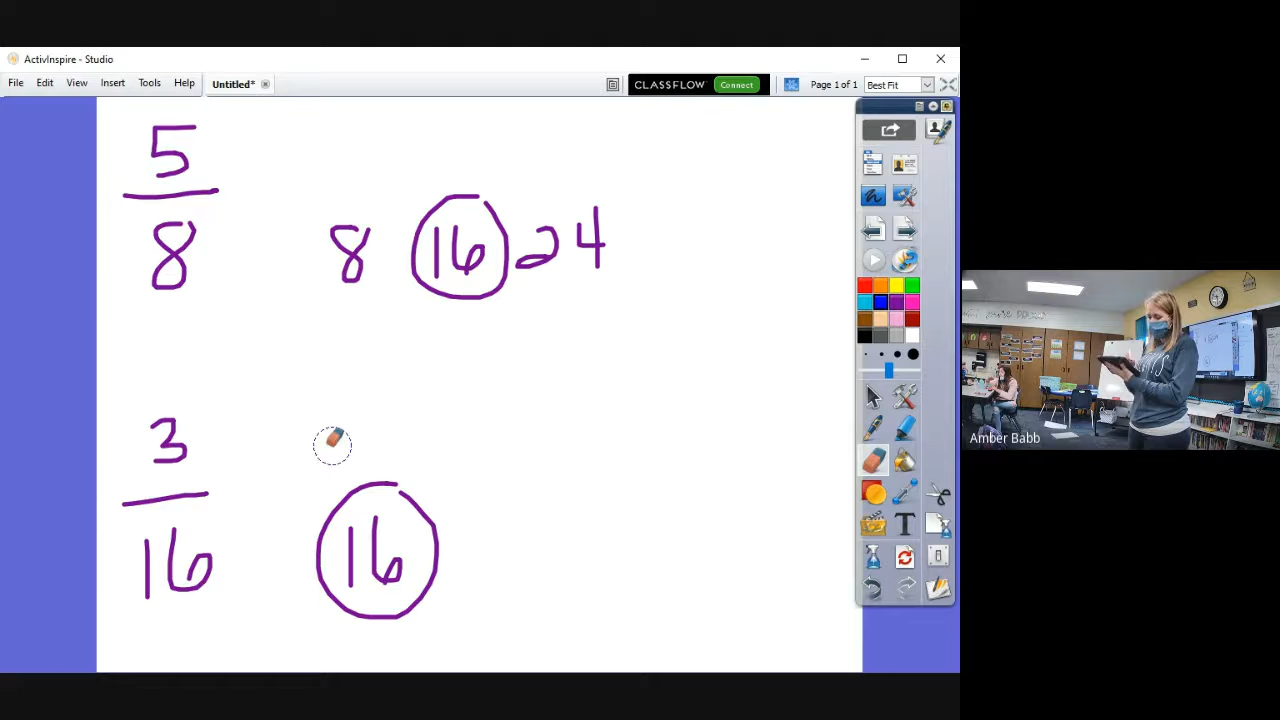 ActivInspire - Studio
File Edit View Insert Tools Help Untitled* CLASSFLOW Connect Page 1 of 1 Best Fit
5
8
8 16 24
3
16
16
T
Amber Babb